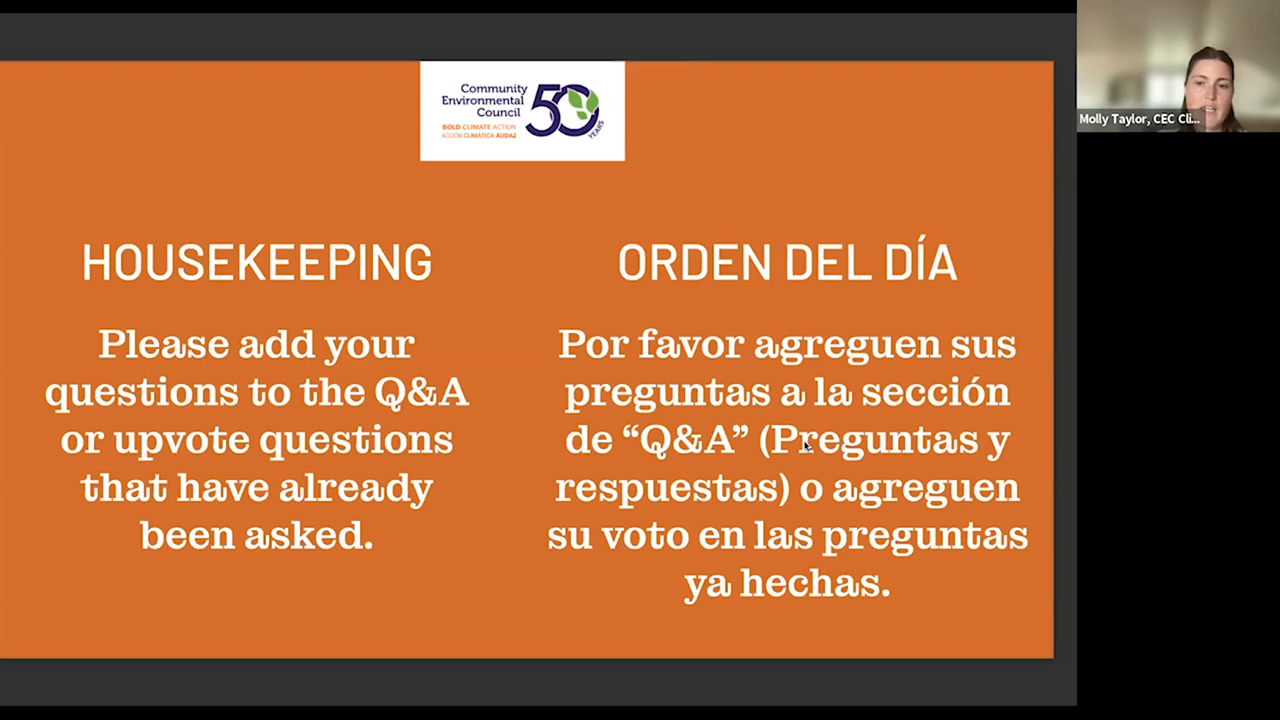 Community
Environmental
Council
BOLD CLIMATE ACTION
ACCIÓN CLIMÁTICA AUDAZ
50
YEARS
Molly Taylor, CEC Cli...
HOUSEKEEPING
Please add your
questions to the Q&A
or upvote questions
that have already
been asked.
ORDEN DEL DÍA
Por favor agreguen sus
preguntas a la sección
de “Q&A” (Preguntas y
respuestas) o agreguen
su voto en las preguntas
ya hechas.